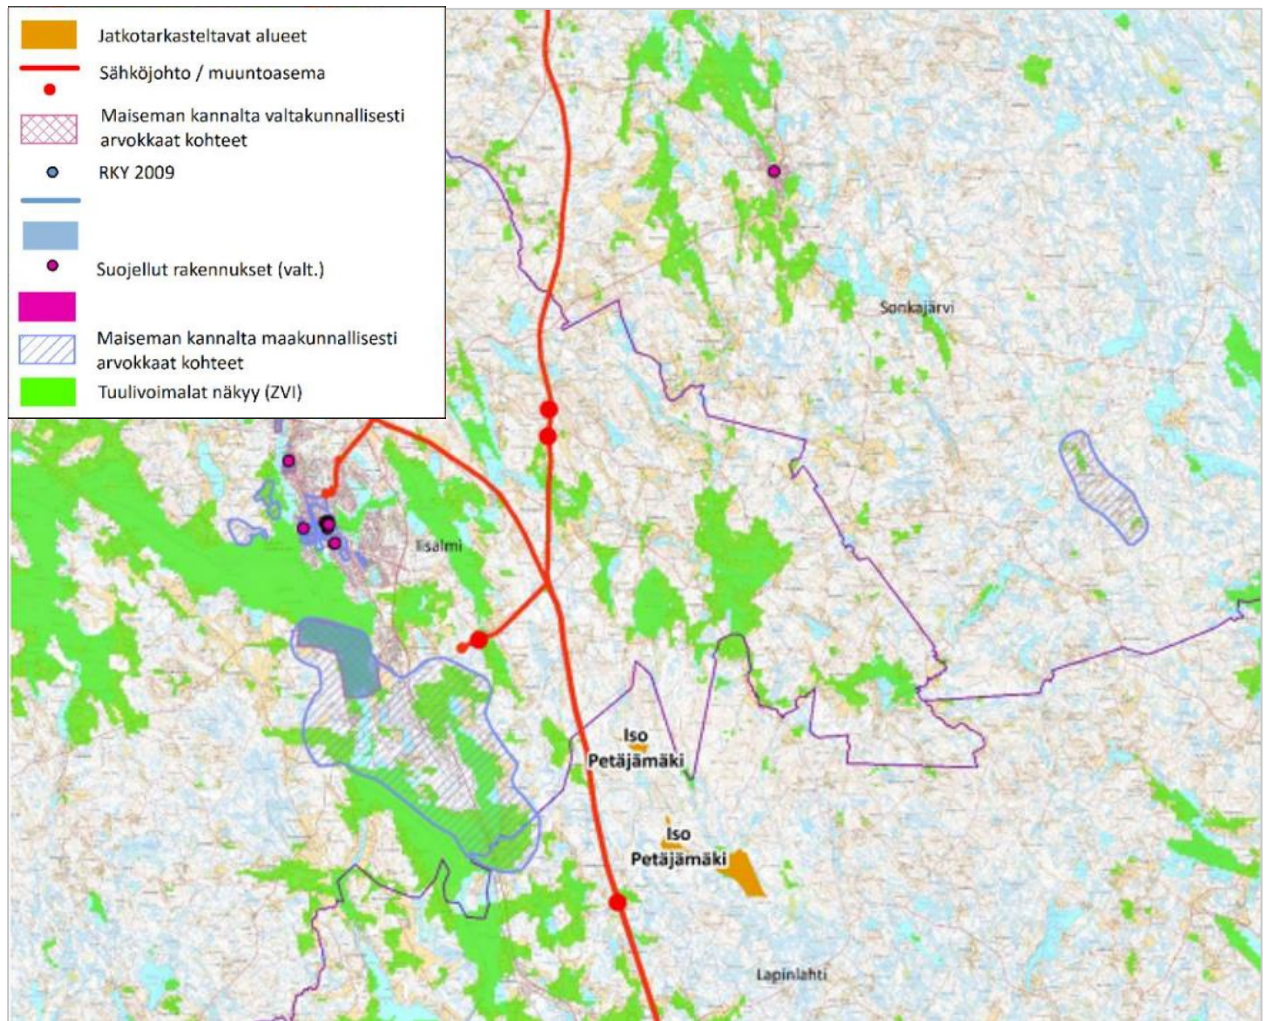 Jatkotarkasteltavat alueet
Sähköjohto / muuntoasema
Maiseman kannalta valtakunnallisesti
arvokkaat kohteet
RKY 2009
Suojellut rakennukset (valt.)
Maiseman kannalta maakunnallisesti
arvokkaat kohteet
Tuulivoimalat näkyy (ZVI)
Sonkajärvi
Iisalmi
Iso
Petäjämäki
Iso
Petäjämäki
Lapinlahti